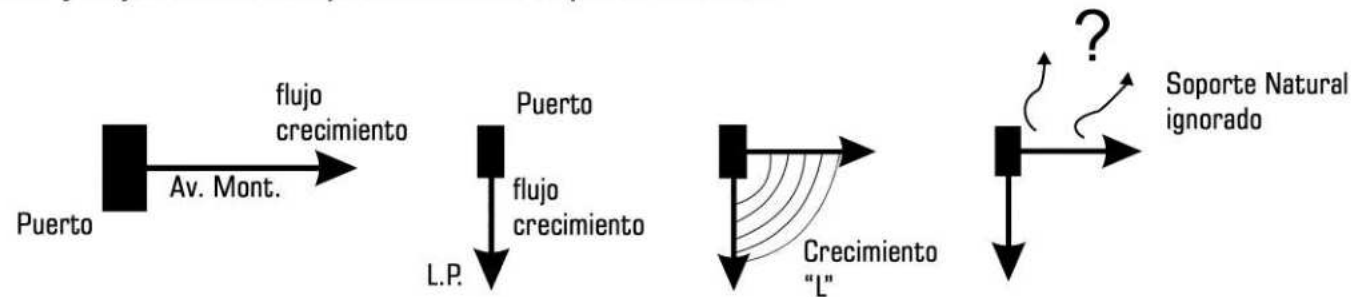 flujo
crecimiento
Av. Mont.
Puerto
Puerto
flujo
crecimiento
L.P.
Crecimiento
"L"
?
Soporte Natural
ignorado